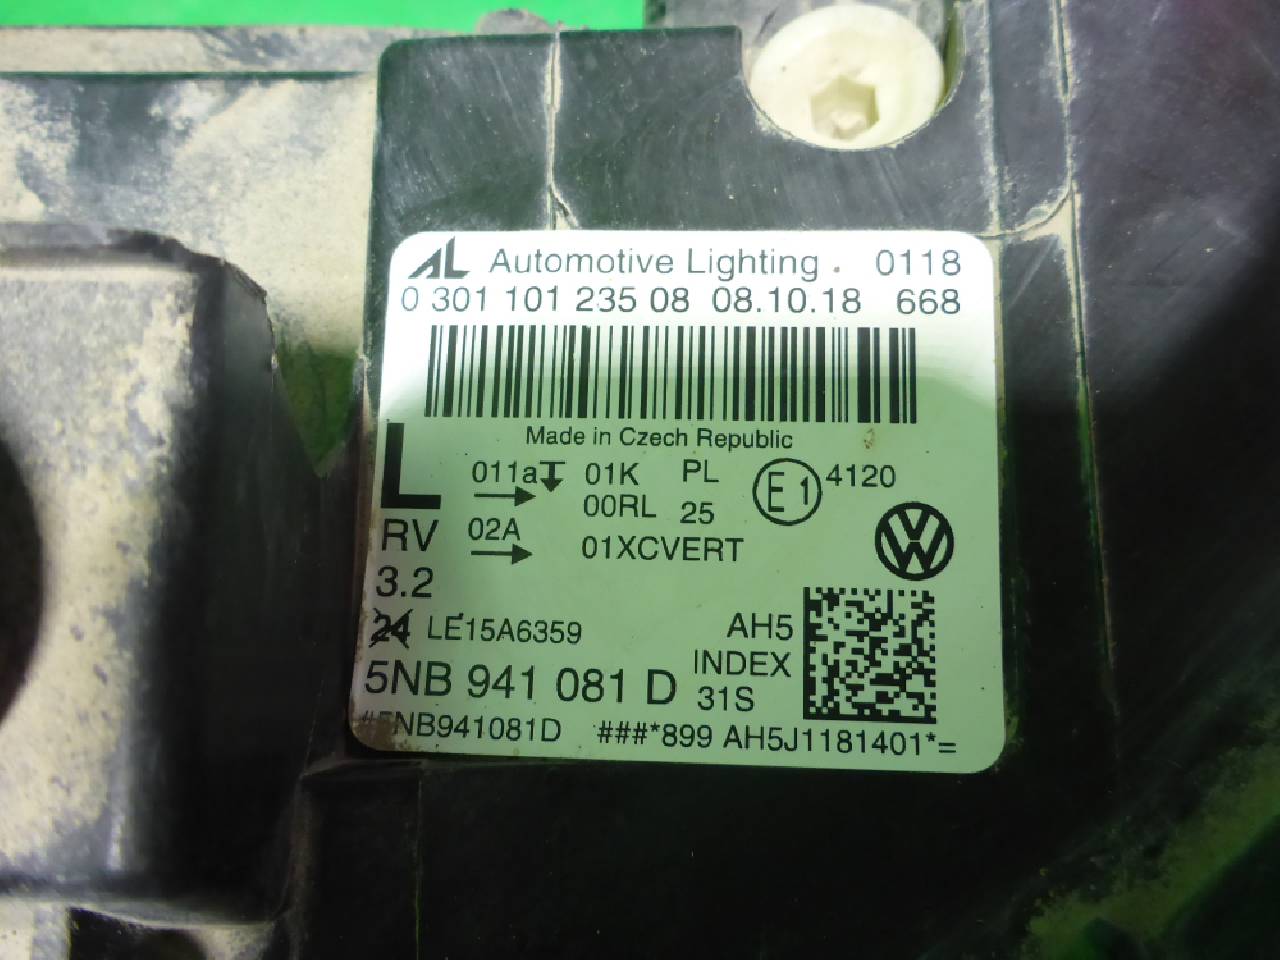 AL Automotive Lighting 0118
0 301 101 235 08 08.10.18 668
Made in Czech Republic
L 011a 01K PL E1 4120
00RL 25
RV 02A 01XCVERT VW
3.2
24 LE15A6359 AH5
5NB 941 081 D INDEX
31S
#5NB941081D ###*899 AH5J1181401*=